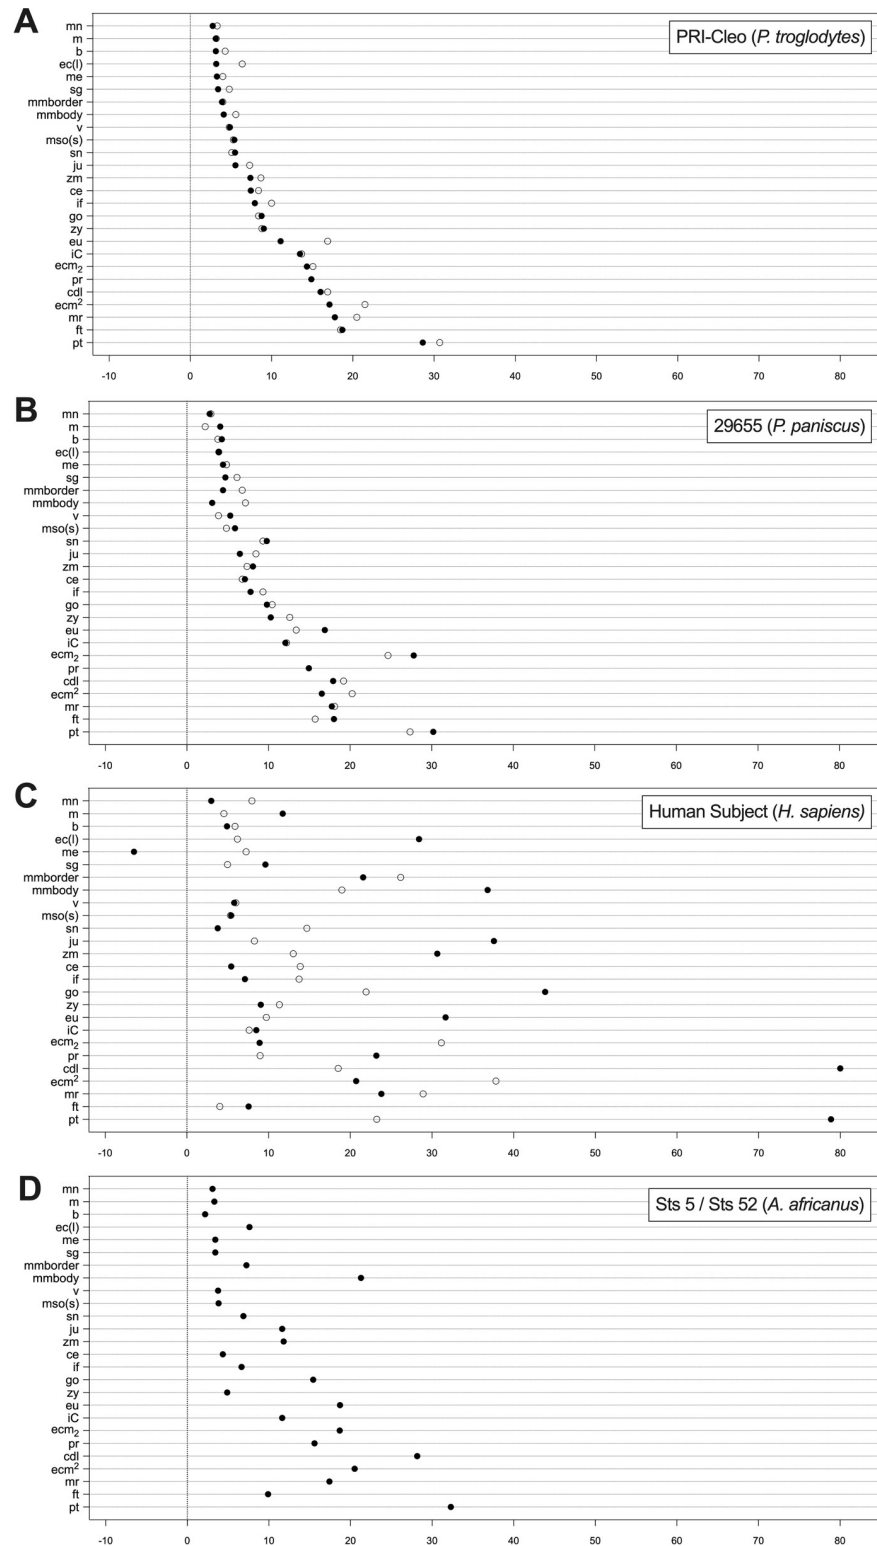 A
PRI-Cleo (P. troglodytes)
mn
m
b
ec(l)
me
sg
mmborder
mmbody
v
mso(s)
sn
ju
zm
ce
if
go
zy
eu
iC
ecm₂
pr
cdl
ecm²
mr
ft
pt
-10 0 10 20 30 40 50 60 70 80
B
29655 (P. paniscus)
mn
m
b
ec(l)
me
sg
mmborder
mmbody
v
mso(s)
sn
ju
zm
ce
if
go
zy
eu
iC
ecm₂
pr
cdl
ecm²
mr
ft
pt
-10 0 10 20 30 40 50 60 70 80
C
Human Subject (H. sapiens)
mn
m
b
ec(l)
me
sg
mmborder
mmbody
v
mso(s)
sn
ju
zm
ce
if
go
zy
eu
iC
ecm₂
pr
cdl
ecm²
mr
ft
pt
-10 0 10 20 30 40 50 60 70 80
D
Sts 5 / Sts 52 (A. africanus)
mn
m
b
ec(l)
me
sg
mmborder
mmbody
v
mso(s)
sn
ju
zm
ce
if
go
zy
eu
iC
ecm₂
pr
cdl
ecm²
mr
ft
pt
-10 0 10 20 30 40 50 60 70 80